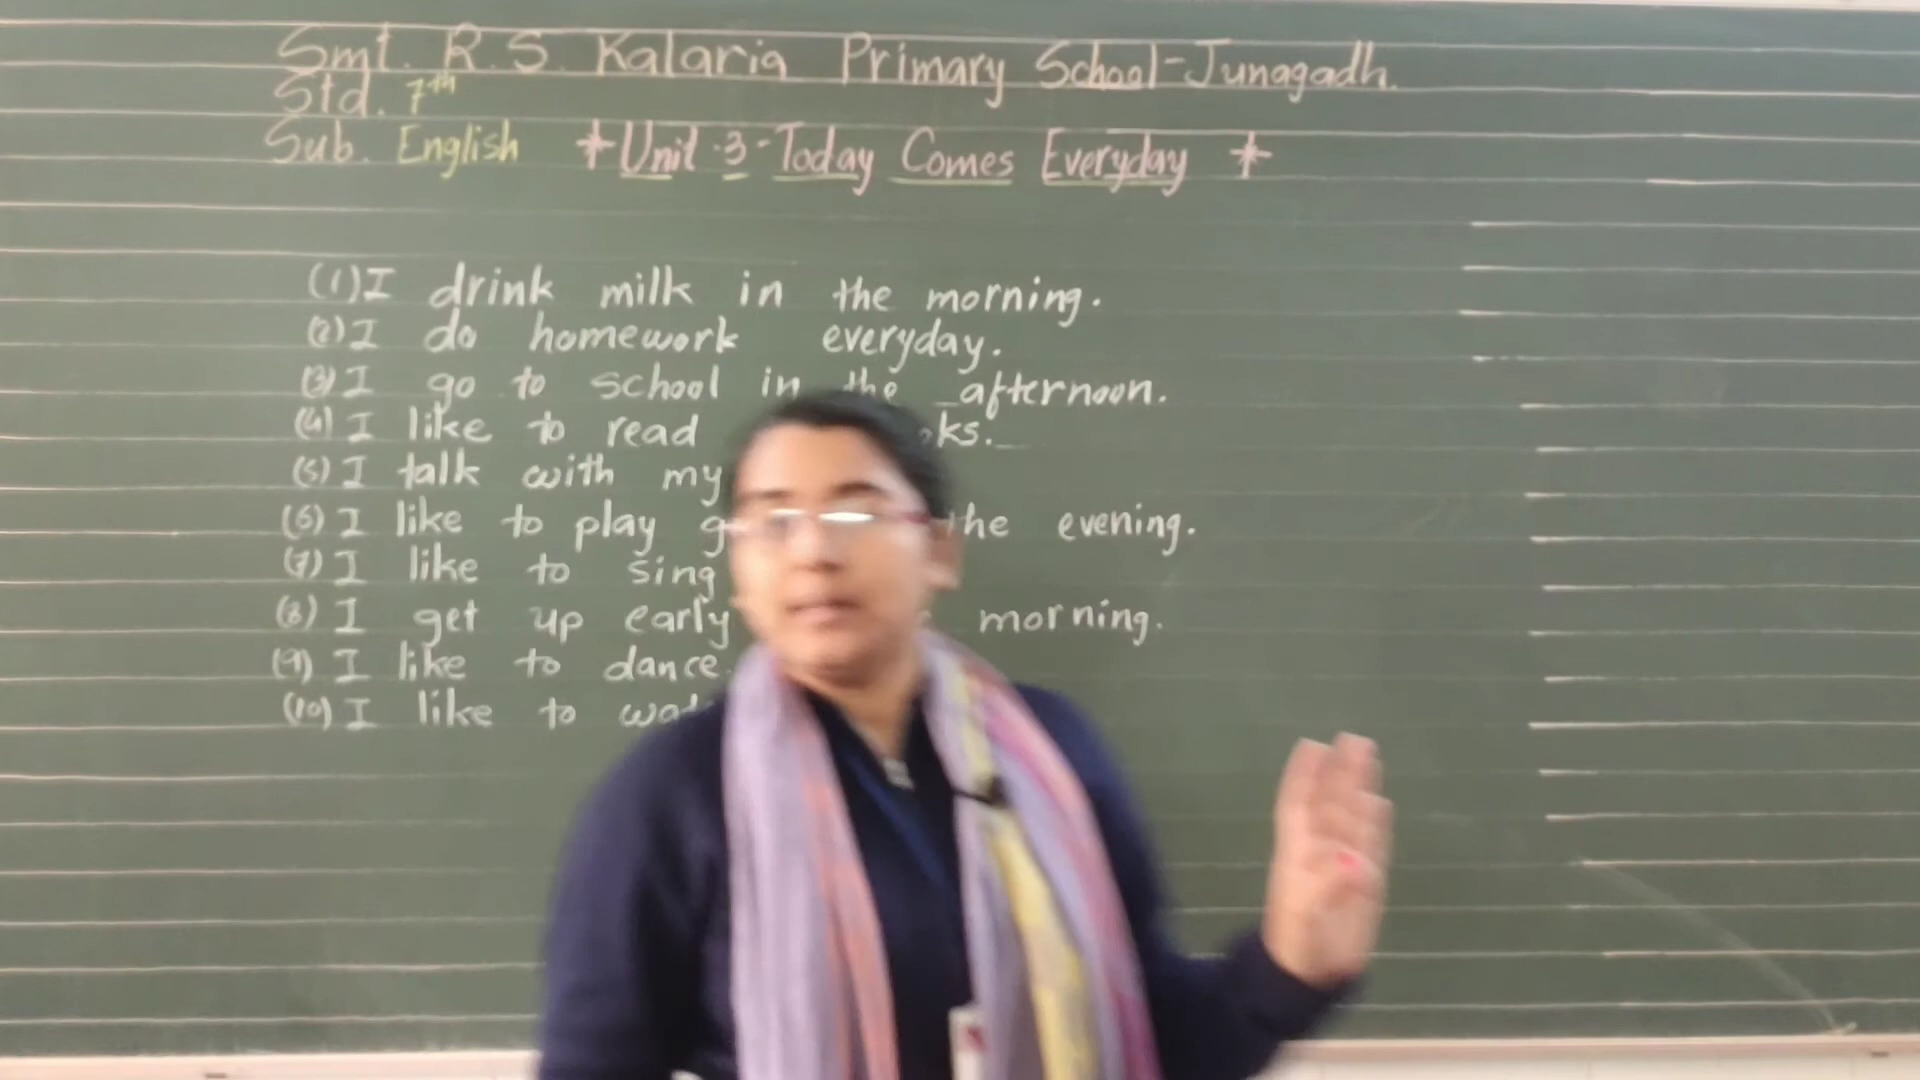 Smt. R.S. Kalaria Primary School-Junagadh.
Std. 7th
Sub. English *Unit-3-Today Comes Everyday *
(1) I drink milk in the morning.
(2) I do homework everyday.
(3) I go to school in the afternoon.
(4) I like to read
(5) I talk with my
(6) I like to play the evening.
(7) I like to sing
(8) I get up early morning.
(9) I like to dance.
(10) I like to